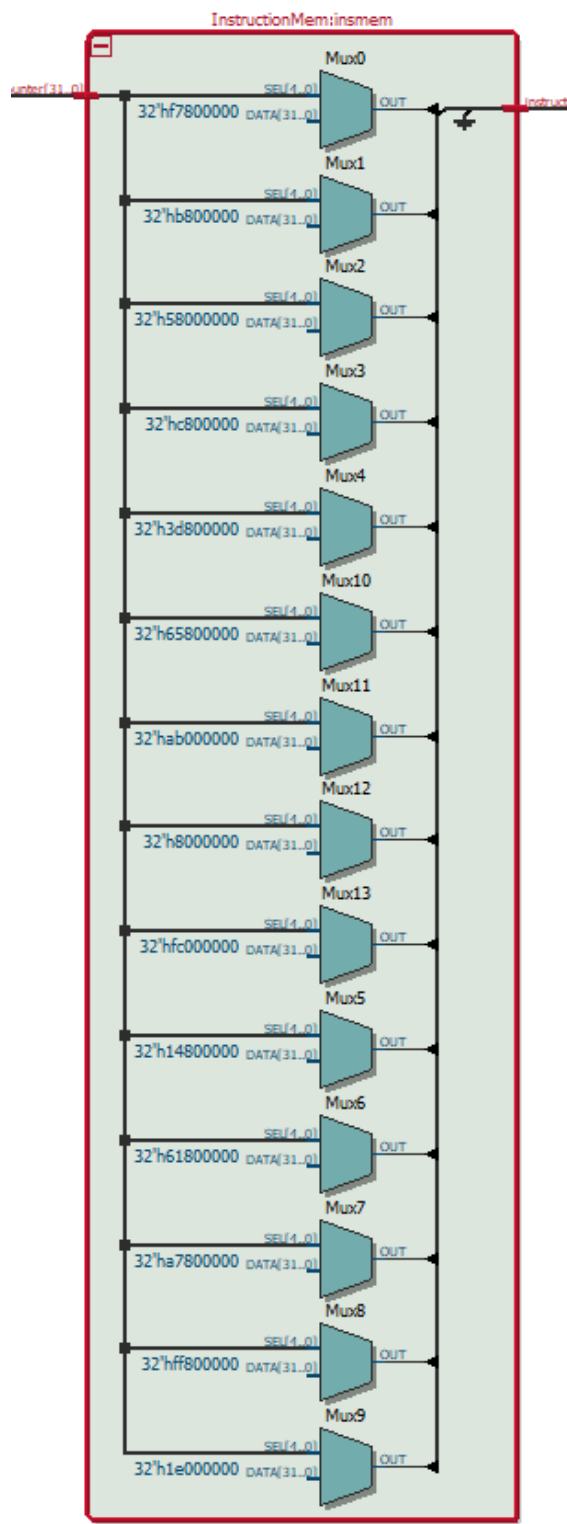 InstructionMem:insmem
Mux0
unter[31..0]
SEL[4..0]
OUT
32'hf7800000
DATA[31..0]
instruct
Mux1
SEL[4..0]
OUT
32'hb800000
DATA[31..0]
Mux2
SEL[4..0]
OUT
32'h58000000
DATA[31..0]
Mux3
SEL[4..0]
OUT
32'hc800000
DATA[31..0]
Mux4
SEL[4..0]
OUT
32'h3d800000
DATA[31..0]
Mux10
SEL[4..0]
OUT
32'h65800000
DATA[31..0]
Mux11
SEL[4..0]
OUT
32'hab000000
DATA[31..0]
Mux12
SEL[4..0]
OUT
32'h8000000
DATA[31..0]
Mux13
SEL[4..0]
OUT
32'hfc000000
DATA[31..0]
Mux5
SEL[4..0]
OUT
32'h14800000
DATA[31..0]
Mux6
SEL[4..0]
OUT
32'h61800000
DATA[31..0]
Mux7
SEL[4..0]
OUT
32'ha7800000
DATA[31..0]
Mux8
SEL[4..0]
OUT
32'hff800000
DATA[31..0]
Mux9
SEL[4..0]
OUT
32'h1e000000
DATA[31..0]